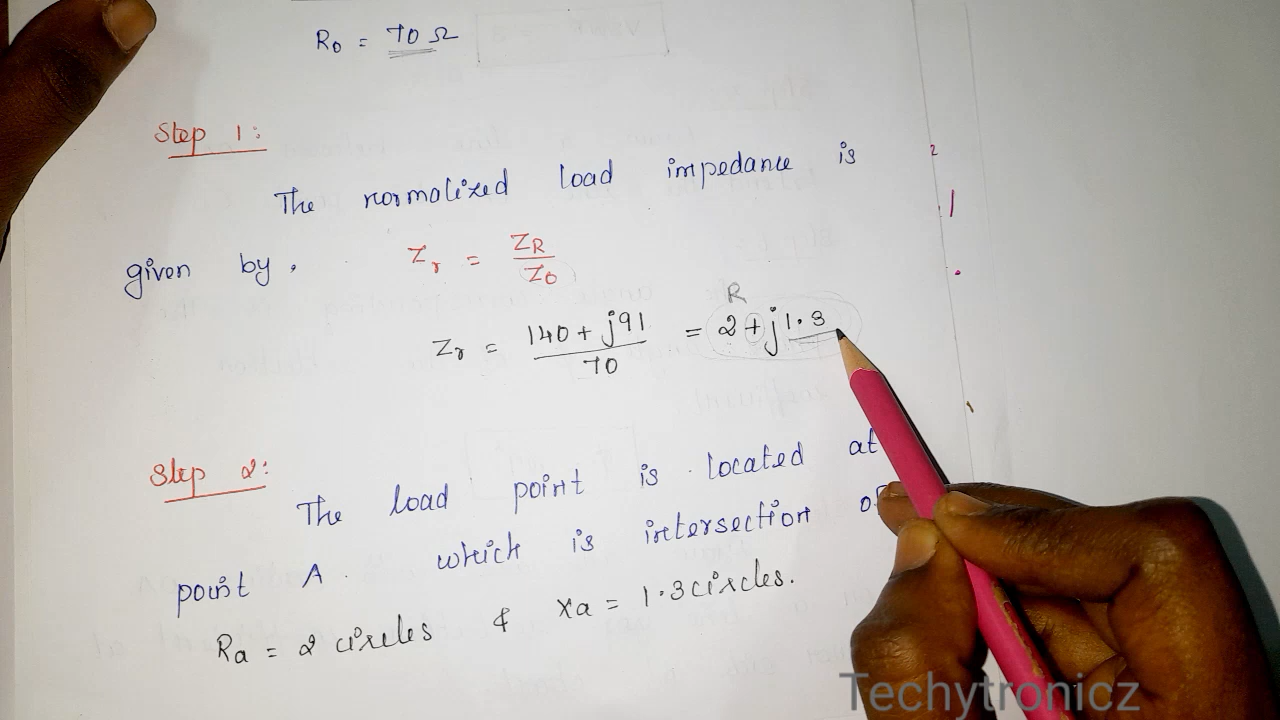 R0 = 70 Ω
Step 1:
The normalized load impedance is
given by, Zr = ZR/Z0
R
Zr = 140 + j91/70 = 2 + j1.3
Step 2:
The load point is located at
point A which is intersection of
Ra = 2 circles & Xa = 1.3 circles.
Techytronicz